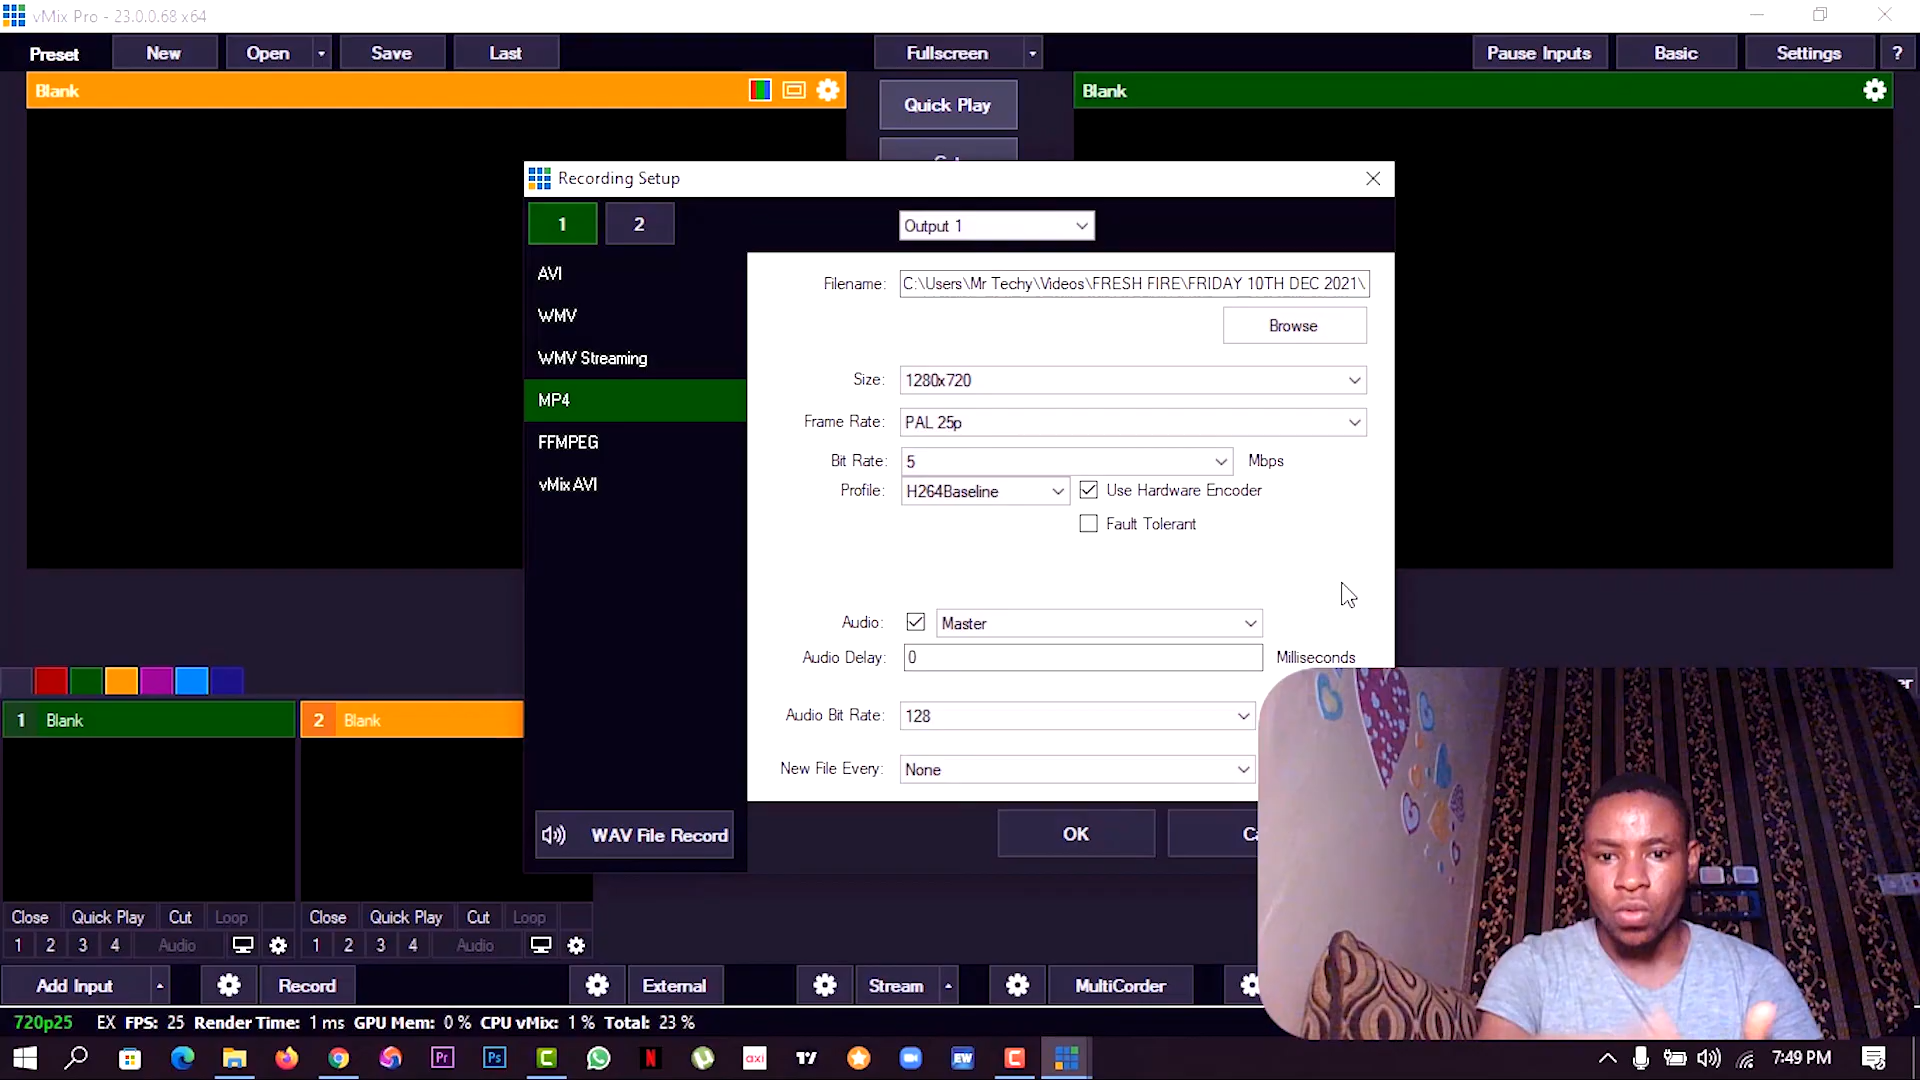 vMix Pro - 23.0.0.68 x64
Preset New Open Save Last Fullscreen Pause Inputs Basic Settings ?
Blank
Quick Play
Blank
Recording Setup
1 2 Output 1
AVI
WMV
WMV Streaming
MP4
FFMPEG
vMix AVI
WAV File Record
Filename: C:\Users\Mr Techy\Videos\FRESH FIRE\FRIDAY 10TH DEC 2021\
Browse
Size: 1280x720
Frame Rate: PAL 25p
Bit Rate: 5 Mbps
Profile: H264Baseline Use Hardware Encoder
Fault Tolerant
Audio: Master
Audio Delay: 0 Milliseconds
Audio Bit Rate: 128
New File Every: None
OK
1 Blank 2 Blank
Close Quick Play Cut Loop Close Quick Play Cut Loop
1 2 3 4 Audio 1 2 3 4 Audio
Add Input Record External Stream MultiCorder
720p25 EX FPS: 25 Render Time: 1 ms GPU Mem: 0 % CPU vMix: 1 % Total: 23 %
Pr Ps C N axi EW C 7:49 PM